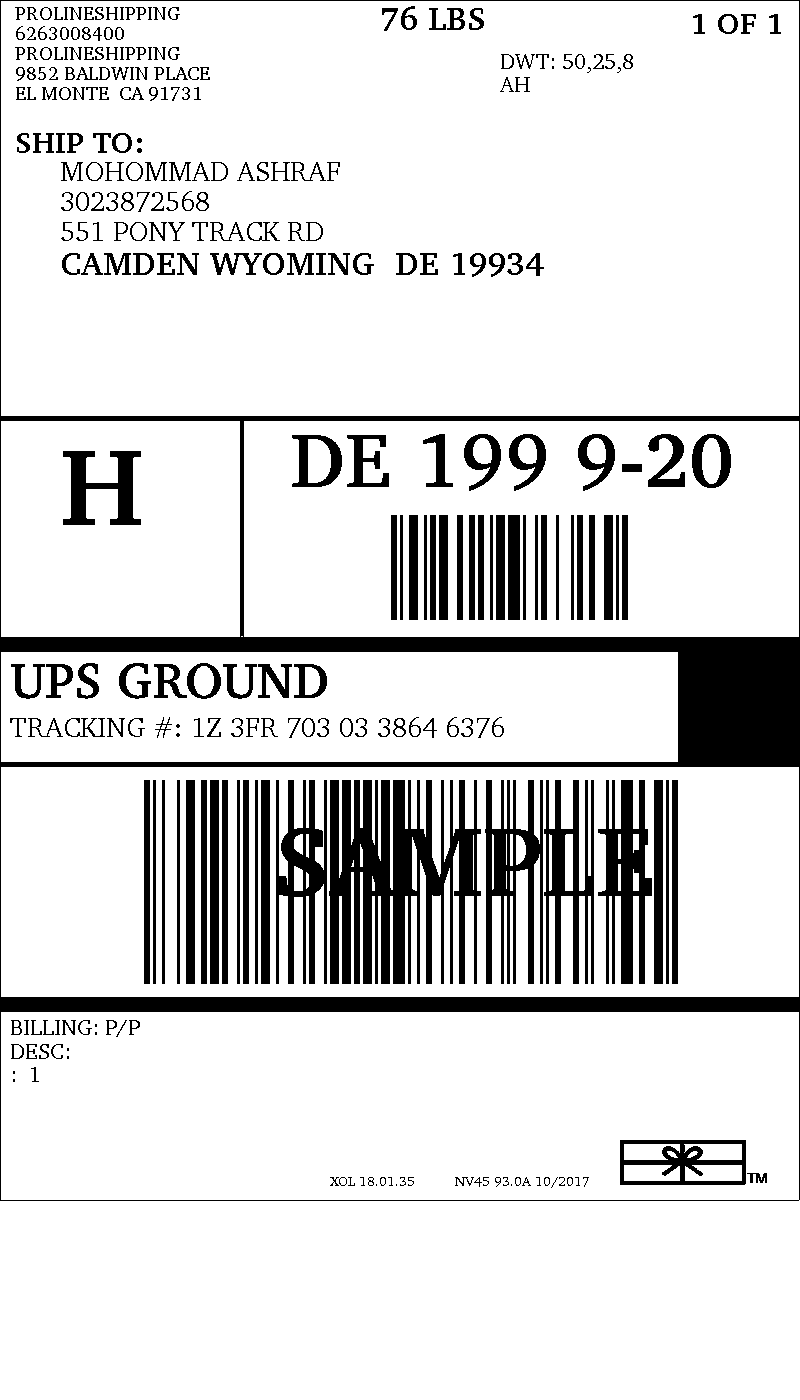 PROLINESHIPPING
6263008400
PROLINESHIPPING
9852 BALDWIN PLACE
EL MONTE CA 91731
76 LBS
1 OF 1
DWT: 50,25,8
AH
SHIP TO:
MOHOMMAD ASHRAF
3023872568
551 PONY TRACK RD
CAMDEN WYOMING DE 19934
H
DE 199 9-20
UPS GROUND
TRACKING #: 1Z 3FR 703 03 3864 6376
SAMPLE
BILLING: P/P
DESC:
: 1
XOL 18.01.35 NV45 93.0A 10/2017
TM